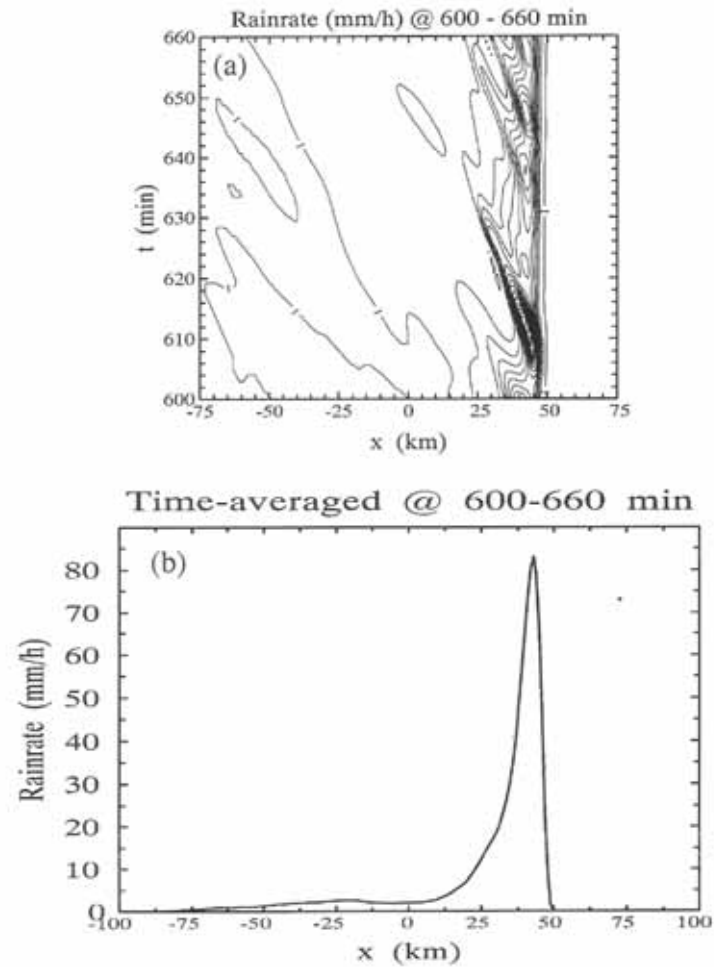 Rainrate (mm/h) @ 600 - 660 min
(a)
660
650
640
630
620
610
600
t (min)
-75 -50 -25 0 25 50 75
x (km)
Time-averaged @ 600-660 min
(b)
80
70
60
50
40
30
20
10
0
Rainrate (mm/h)
-100 -75 -50 -25 0 25 50 75 100
x (km)